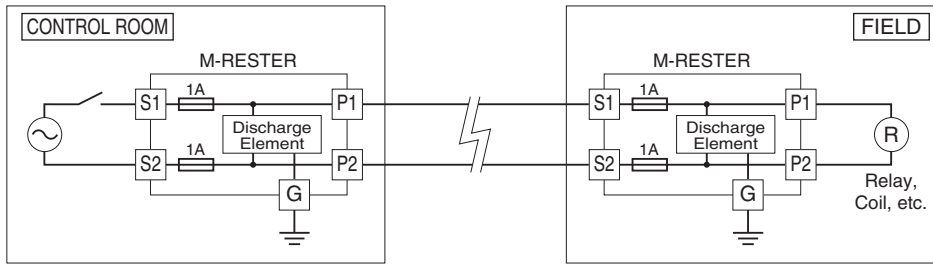 CONTROL ROOM
M-RESTER
S1
1A
P1
Discharge
Element
S2
1A
P2
G
FIELD
M-RESTER
S1
1A
P1
Discharge
Element
R
S2
1A
P2
G
Relay,
Coil, etc.